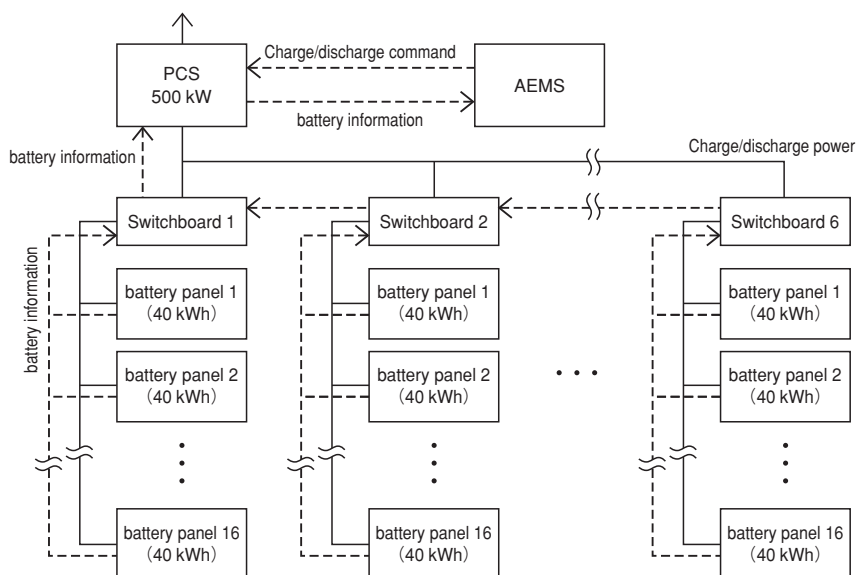 PCS
500 kW
Charge/discharge command
AEMS
battery information
battery information
Charge/discharge power
Switchboard 1
Switchboard 2
Switchboard 6
battery information
battery panel 1
(40 kWh)
battery panel 1
(40 kWh)
battery panel 1
(40 kWh)
battery panel 2
(40 kWh)
battery panel 2
(40 kWh)
battery panel 2
(40 kWh)
battery panel 16
(40 kWh)
battery panel 16
(40 kWh)
battery panel 16
(40 kWh)